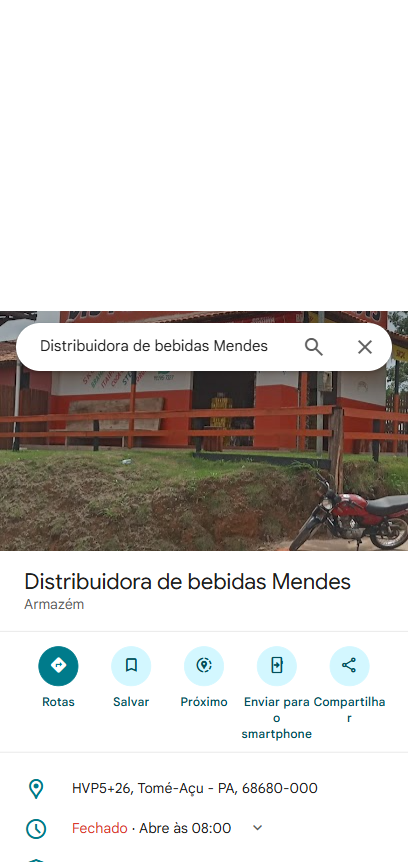 Distribuidora de bebidas Mendes
Distribuidora de bebidas Mendes
Armazém
Rotas
Salvar
Próximo
Enviar para o smartphone
Compartilhar
HVP5+26, Tomé-Açu - PA, 68680-000
Fechado · Abre às 08:00